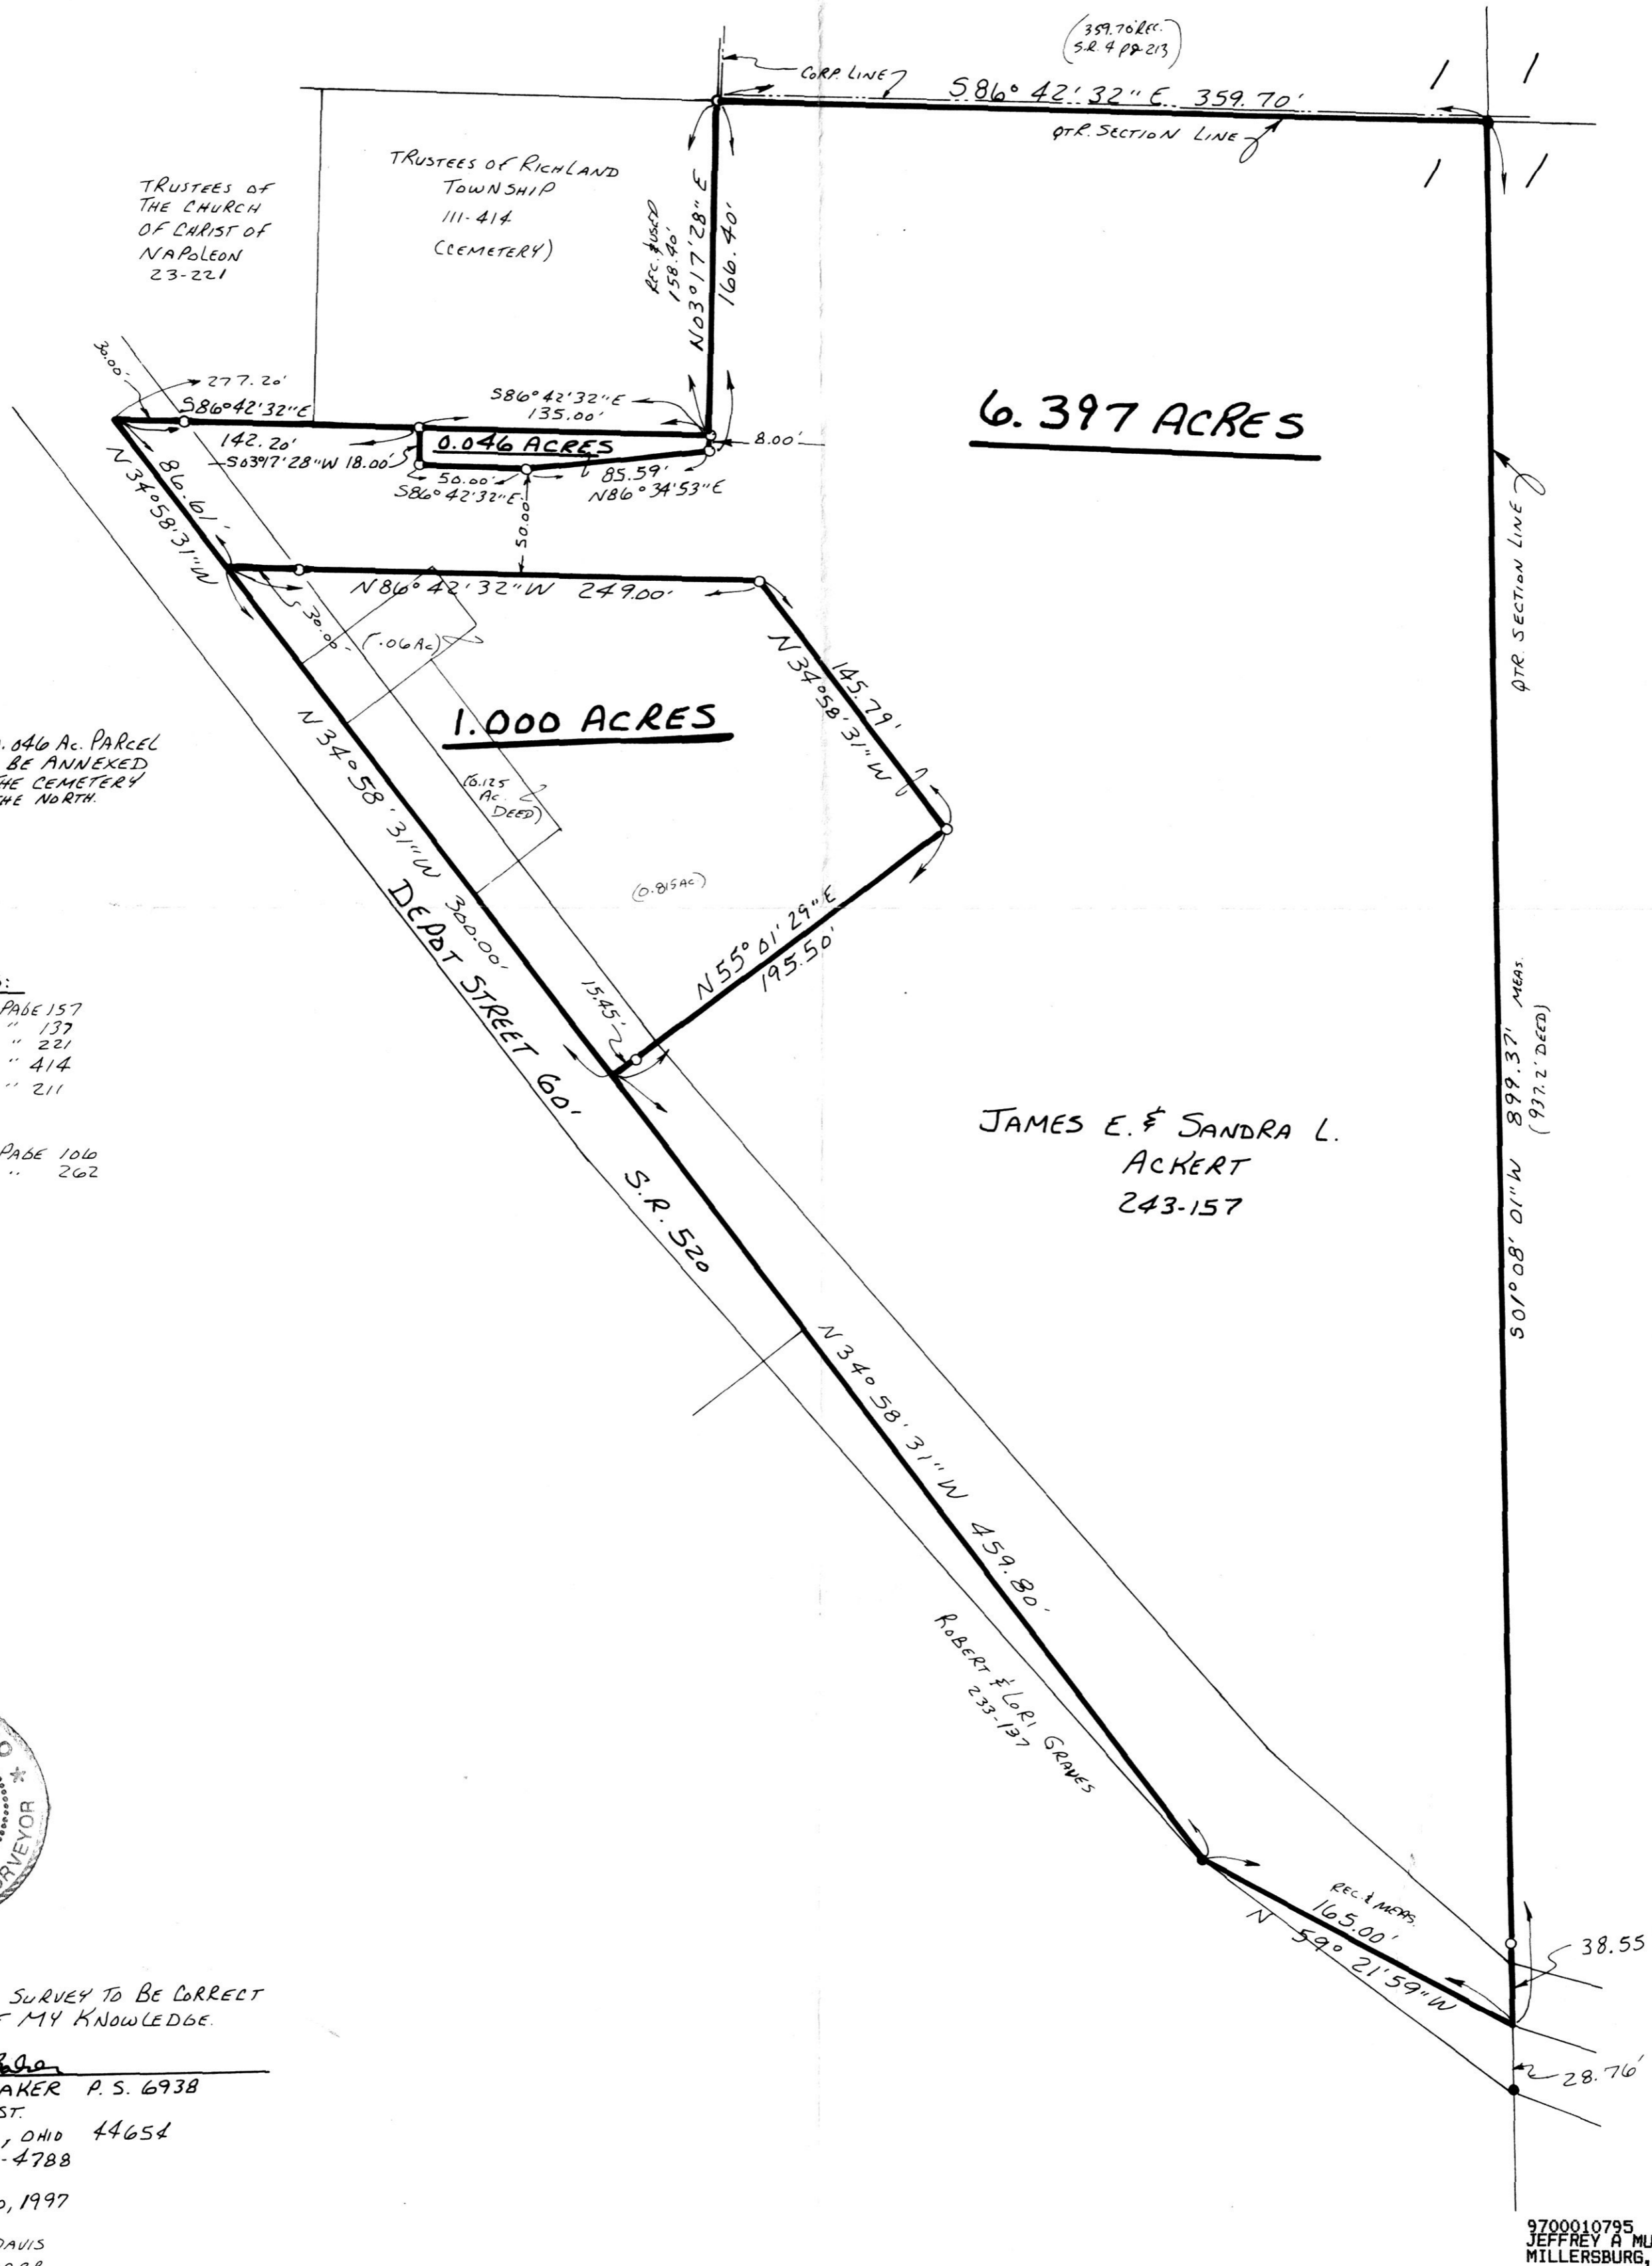 (359.70' REC.
S.R. 4 PG 213)
CORP. LINE
S86° 42' 32" E 359.70'
QTR. SECTION LINE
1 1
1 1
TRUSTEES OF
THE CHURCH
OF CHRIST OF
NAPOLEON
23-221
TRUSTEES OF RICHLAND
TOWNSHIP
111-414
(CEMETERY)
REC. & USED
158.40'
N03°17'28" E
166.40'
30.00'
277.20'
S86°42'32"E
142.20'
S86°42'32"E
135.00'
0.046 ACRES
8.00'
S03°17'28"W 18.00'
50.00'
S86°42'32"E
85.59'
N86°34'53"E
50.00'
6.397 ACRES
86.61'
N34°58'31"W
N86°42'32"W 249.00'
30.00'
(.06 Ac)
145.79'
N34°58'31"W
1.000 ACRES
.046 Ac. PARCEL
BE ANNEXED
THE CEMETERY
THE NORTH.
(0.125
Ac.
DEED)
(0.815 AC)
N34°58'31"W 300.00'
N55°01'29"E
195.50'
15.45'
DEPOT STREET 60'
S.R. 520
QTR. SECTION LINE
S01°08'01"W 899.37' MEAS.
(937.2' DEED)
PAGE 157
" 137
" 221
" 414
" 211
PAGE 106
" 262
JAMES E. & SANDRA L.
ACKERT
243-157
N34°58'31"W 459.80'
ROBERT & LORI GRAVES
233-137
REC. & MEAS.
165.00'
N 59° 21' 59" W
38.55
28.76'
SURVEYOR
SURVEY TO BE CORRECT
MY KNOWLEDGE.
AKER P.S. 6938
ST.
, OHIO 44654
-4788
, 1997
DAVIS
9700010795
JEFFREY A MU
MILLERSBURG,